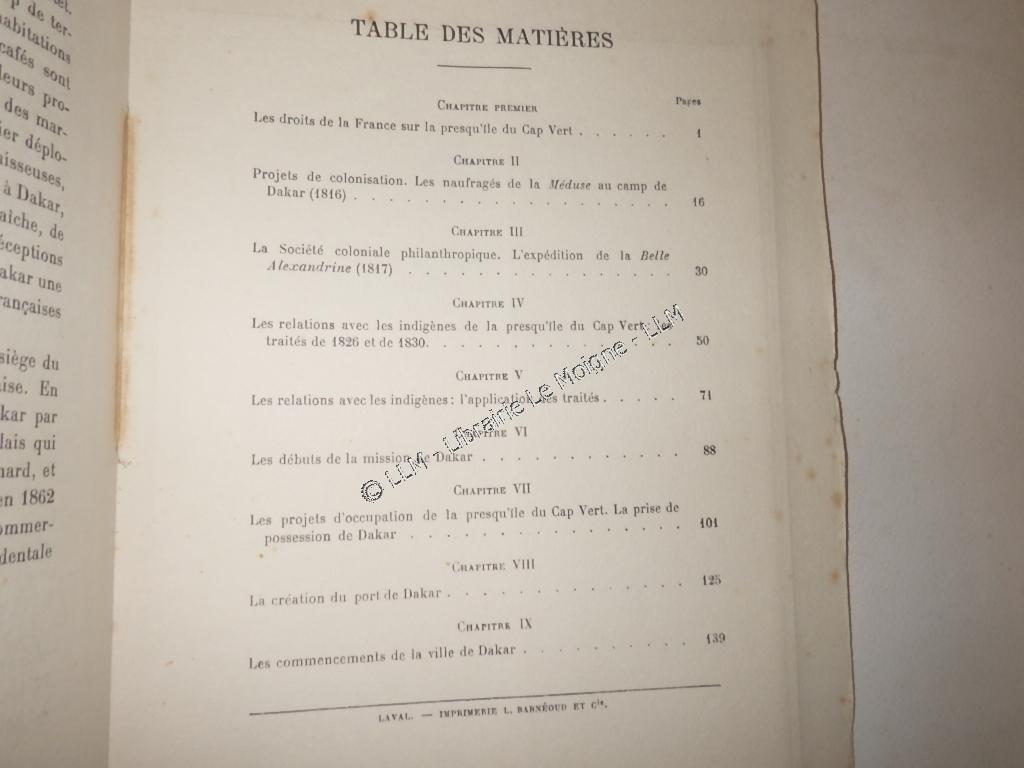 p de ter-
habitations
cafés sont
leurs pro-
des mar-
ier déplo-
isseuses,
à Dakar,
aîche, de
éceptions
akar une
rançaises
siège du
ise. En
kar par
lais qui
nard, et
en 1862
ommer-
dentale
TABLE DES MATIÈRES
Pages
CHAPITRE PREMIER
Les droits de la France sur la presqu'île du Cap Vert . . . . . . 1
CHAPITRE II
Projets de colonisation. Les naufragés de la Méduse au camp de
Dakar (1816) . . . . . . . . . . . . . . . . . . 16
CHAPITRE III
La Société coloniale philanthropique. L'expédition de la Belle
Alexandrine (1817) . . . . . . . . . . . . . . . 30
CHAPITRE IV
Les relations avec les indigènes de la presqu'île du Cap Vert
traités de 1826 et de 1830. . . . . . . . . . . . . . 50
CHAPITRE V
Les relations avec les indigènes : l'application des traités . . . . . 71
CHAPITRE VI
Les débuts de la mission de Dakar . . . . . . . . . . . . 88
CHAPITRE VII
Les projets d'occupation de la presqu'île du Cap Vert. La prise de
possession de Dakar . . . . . . . . . . . . . . . 101
CHAPITRE VIII
La création du port de Dakar . . . . . . . . . . . . . . 125
CHAPITRE IX
Les commencements de la ville de Dakar . . . . . . . . . . 139
LAVAL. — IMPRIMERIE L. BARNÉOUD ET Cie.
© LLM - Librairie Le Moigne - LLM